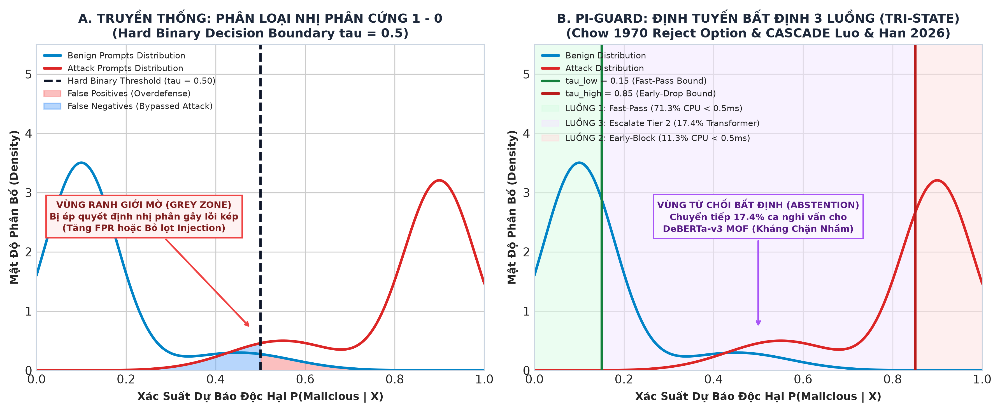 A. TRUYỀN THỐNG: PHÂN LOẠI NHỊ PHÂN CỨNG 1 - 0
(Hard Binary Decision Boundary tau = 0.5)
Benign Prompts Distribution
Attack Prompts Distribution
Hard Binary Threshold (tau = 0.50)
False Positives (Overdefense)
False Negatives (Bypassed Attack)
VÙNG RANH GIỚI MỜ (GREY ZONE)
Bị ép quyết định nhị phân gây lỗi kép
(Tăng FPR hoặc Bỏ lọt Injection)
Mật Độ Phân Bố (Density)
5
4
3
2
1
0
0.0
0.2
0.4
0.6
0.8
1.0
Xác Suất Dự Báo Độc Hại P(Malicious | X)
B. PI-GUARD: ĐỊNH TUYẾN BẤT ĐỊNH 3 LUỒNG (TRI-STATE)
(Chow 1970 Reject Option & CASCADE Luo & Han 2026)
Benign Distribution
Attack Distribution
tau_low = 0.15 (Fast-Pass Bound)
tau_high = 0.85 (Early-Drop Bound)
LUỒNG 1: Fast-Pass (71.3% CPU < 0.5ms)
LUỒNG 3: Escalate Tier 2 (17.4% Transformer)
LUỒNG 2: Early-Block (11.3% CPU < 0.5ms)
VÙNG TỪ CHỐI BẤT ĐỊNH (ABSTENTION)
Chuyển tiếp 17.4% ca nghi vấn cho
DeBERTa-v3 MOF (Kháng Chặn Nhầm)
Mật Độ Phân Bố (Density)
5
4
3
2
1
0
0.0
0.2
0.4
0.6
0.8
1.0
Xác Suất Dự Báo Độc Hại P(Malicious | X)